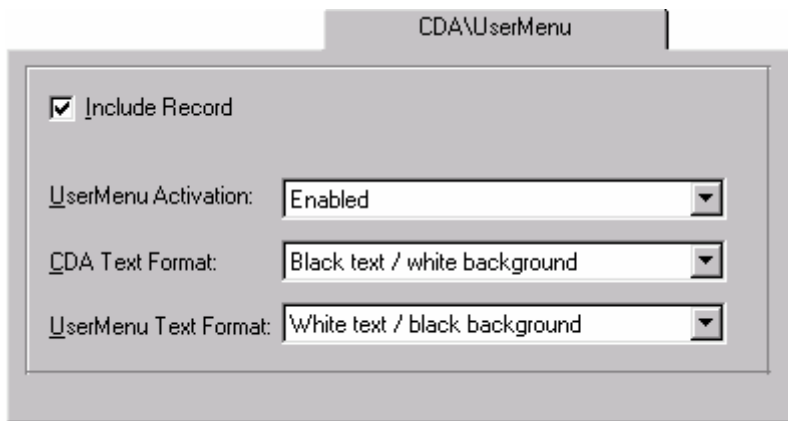 CDA\UserMenu
Include Record
UserMenu Activation: Enabled
CDA Text Format: Black text / white background
UserMenu Text Format: White text / black background